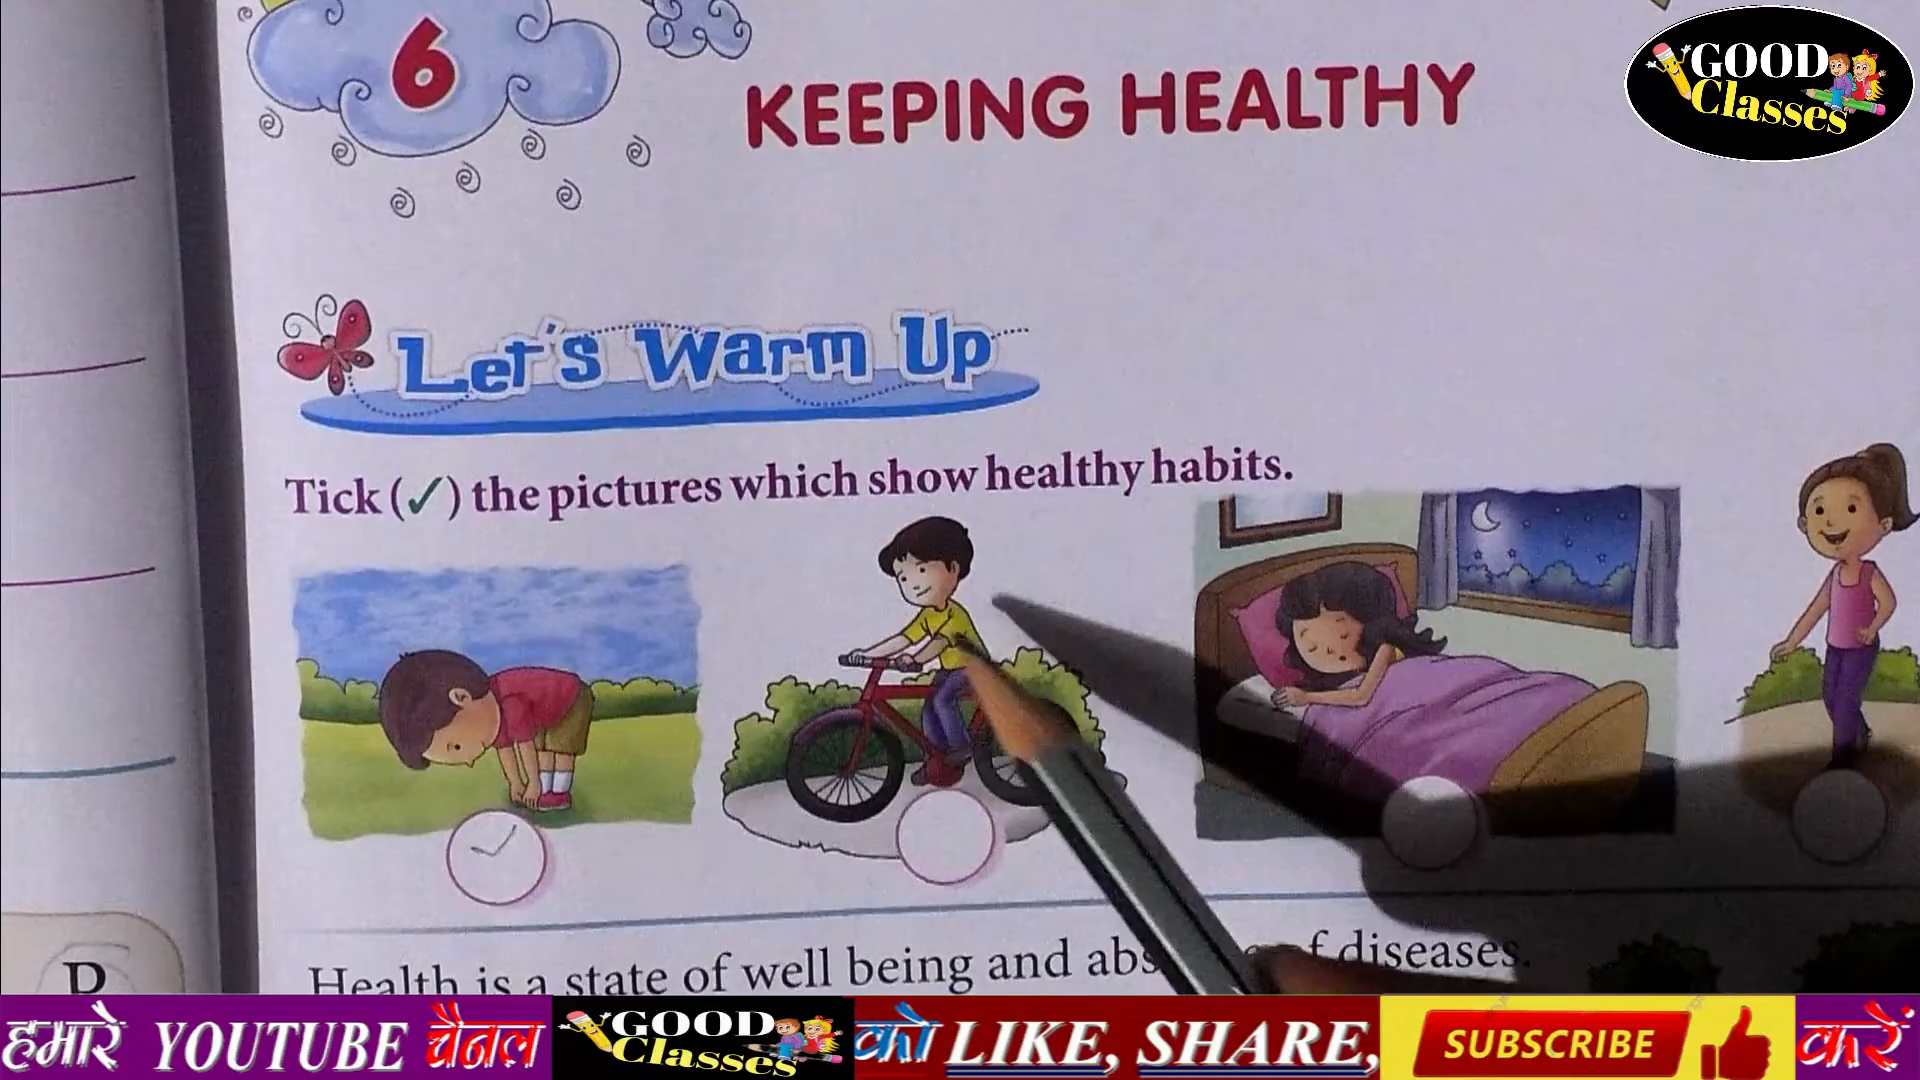 6
KEEPING HEALTHY
GOOD
Classes
Let's Warm Up
Tick (✓) the pictures which show healthy habits.
Health is a state of well being and of diseases.
हमारे YOUTUBE चैनल GOOD Classes को LIKE, SHARE, SUBSCRIBE करें